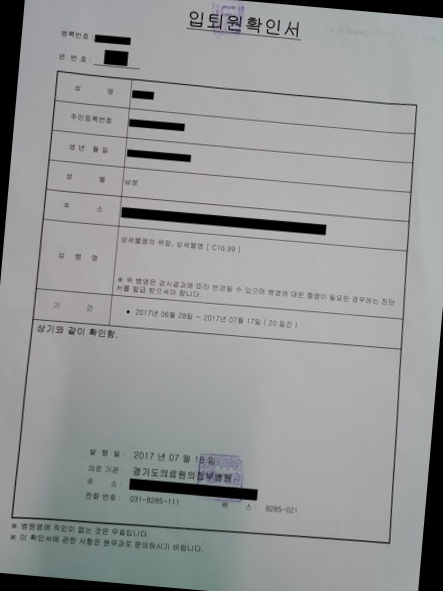 입퇴원확인서
병록번호
연 번 호 :
성 명
주민등록번호
생 년 월 일
성 별 남성
주 소
상 병 명 상세불명의 위암, 상세불명 [ C16.99 ]
※ 위 병명은 검사결과에 따라 변경될 수 있으며 병명에 대한 증명이 필요한 경우에는 진단
서를 발급 받으셔야 합니다.
기 간 • 2017년 06월 28일 ~ 2017년 07월 17일 ( 20 일간 )
상기와 같이 확인함.
발 행 일 : 2017 년 07 월 18 일
의료 기관 : 경기도의료원의정부병원
주 소 :
전화 번호 : 031-8285-111 팩 스 : 8285-021
※ 병원명에 직인이 없는 것은 무효입니다.
※ 이 확인서에 관한 사항은 원무과로 문의하시기 바랍니다.